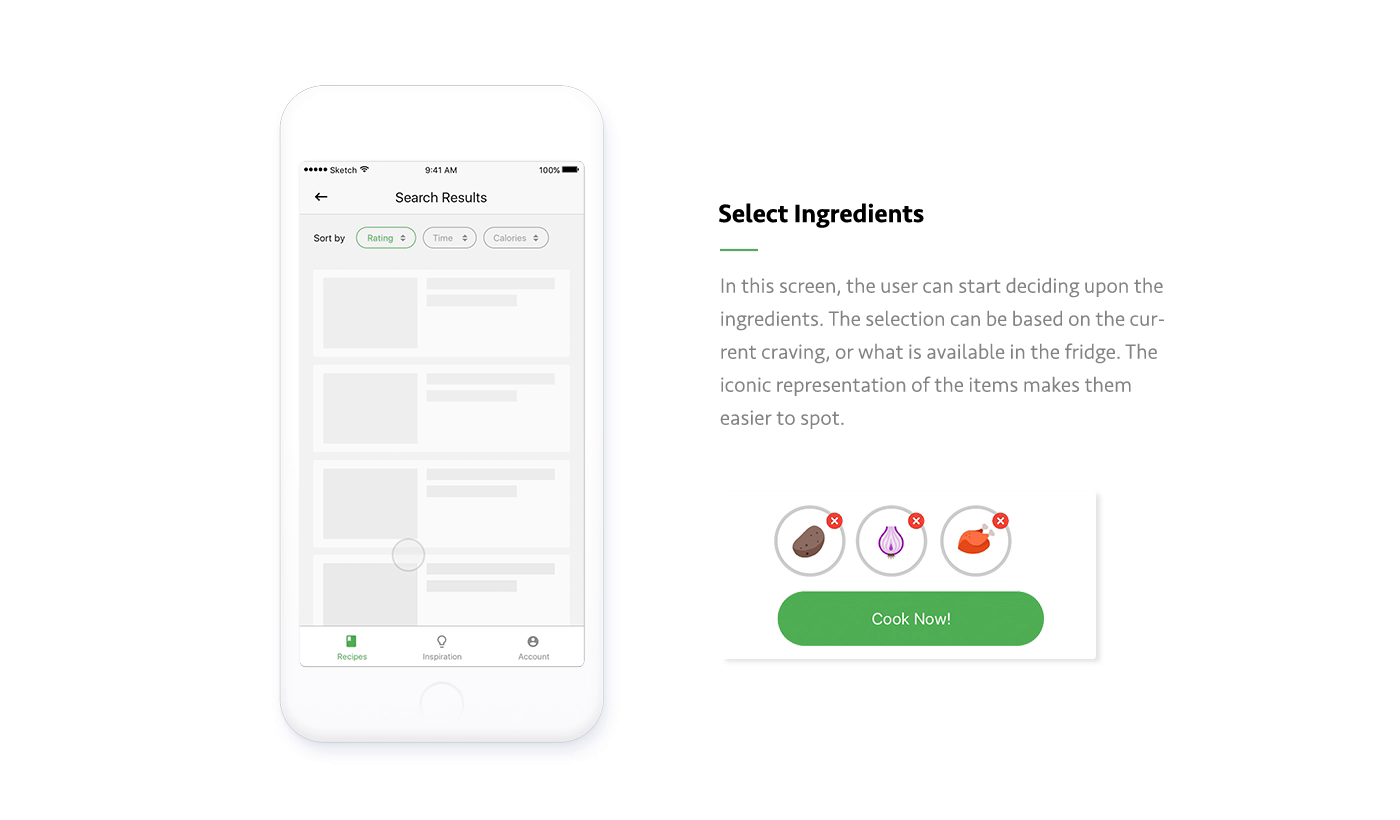 Sketch 9:41 AM 100%
Search Results
Sort by Rating Time Calories
Recipes Inspiration Account
Select Ingredients
In this screen, the user can start deciding upon the
ingredients. The selection can be based on the cur-
rent craving, or what is available in the fridge. The
iconic representation of the items makes them
easier to spot.
Cook Now!